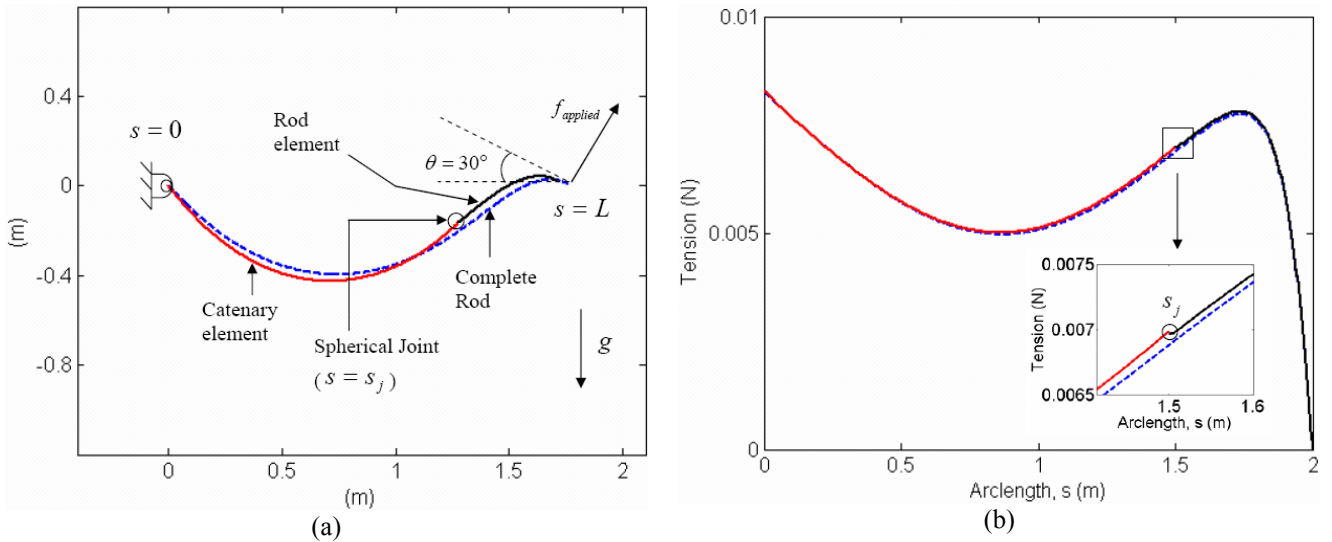 0.4
0
-0.4
-0.8
(m)
s = 0
Rod
element
θ = 30°
f_applied
s = L
Catenary
element
Complete
Rod
Spherical Joint
( s = s_j )
g
0
0.5
1
1.5
2
(m)
(a)
0.01
0.005
0
Tension (N)
0.0075
0.007
0.0065
Tension (N)
s_j
1.5
1.6
Arclength, s (m)
0
0.5
1
1.5
2
Arclength, s (m)
(b)